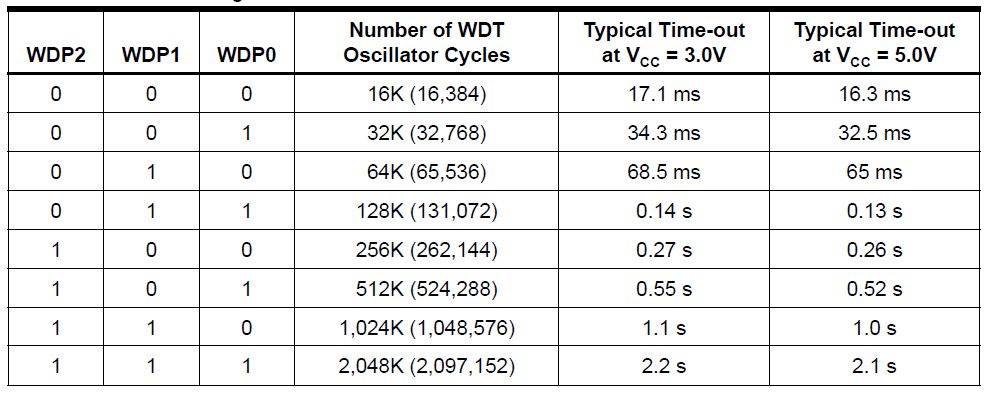 WDP2 WDP1 WDP0 Number of WDT Oscillator Cycles Typical Time-out at VCC = 3.0V Typical Time-out at VCC = 5.0V
0 0 0 16K (16,384) 17.1 ms 16.3 ms
0 0 1 32K (32,768) 34.3 ms 32.5 ms
0 1 0 64K (65,536) 68.5 ms 65 ms
0 1 1 128K (131,072) 0.14 s 0.13 s
1 0 0 256K (262,144) 0.27 s 0.26 s
1 0 1 512K (524,288) 0.55 s 0.52 s
1 1 0 1,024K (1,048,576) 1.1 s 1.0 s
1 1 1 2,048K (2,097,152) 2.2 s 2.1 s